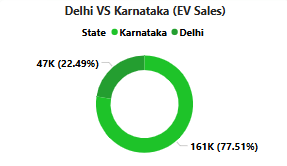 Delhi VS Karnataka (EV Sales)
State Karnataka Delhi
47K (22.49%)
161K (77.51%)